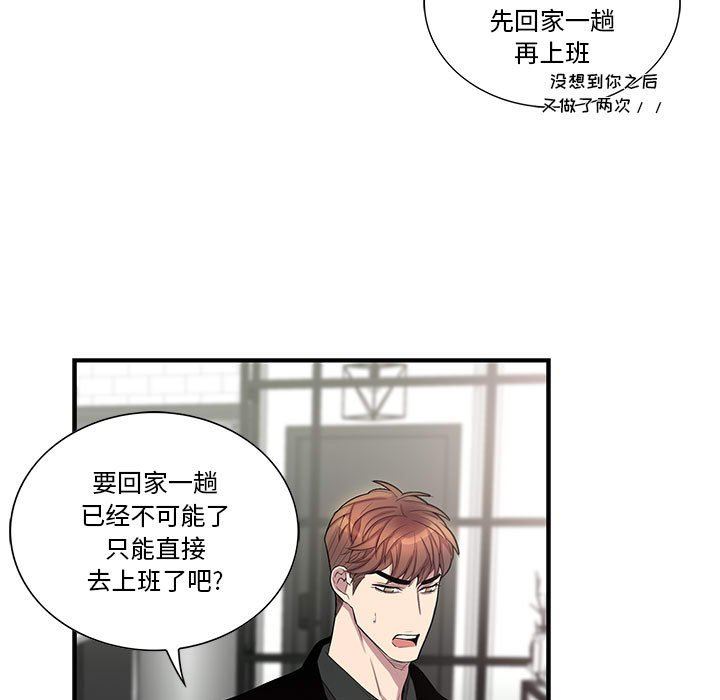 先回家一趟
再上班
没想到你之后
又做了两次 / /
要回家一趟
已经不可能了
只能直接
去上班了吧?